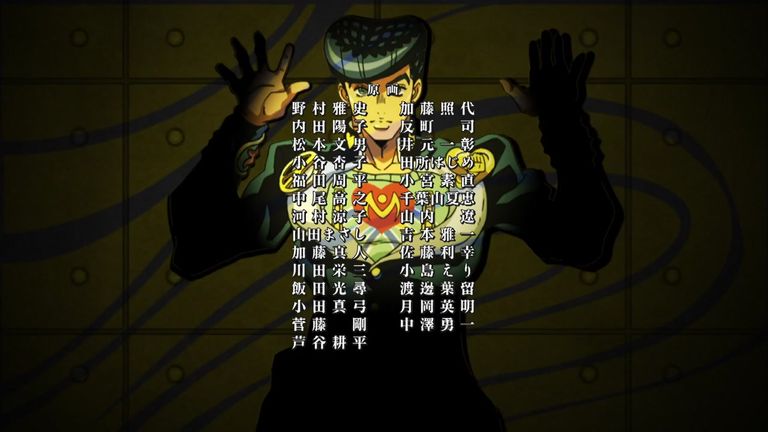 原画
野村雅史 加藤照代
内田陽子 反町司
松本文男 井元一彰
小谷杏子 田所はじめ
福田周平 小宮素直
中尾高之 千葉山夏恵
河村涼子 山内遼
山田まさし 吉本雅一
加藤真人 佐藤利幸
川田栄三 小島えり
飯田光尋 渡邊葉留
小田真弓 月岡英明
菅藤剛 中澤勇一
芦谷耕平